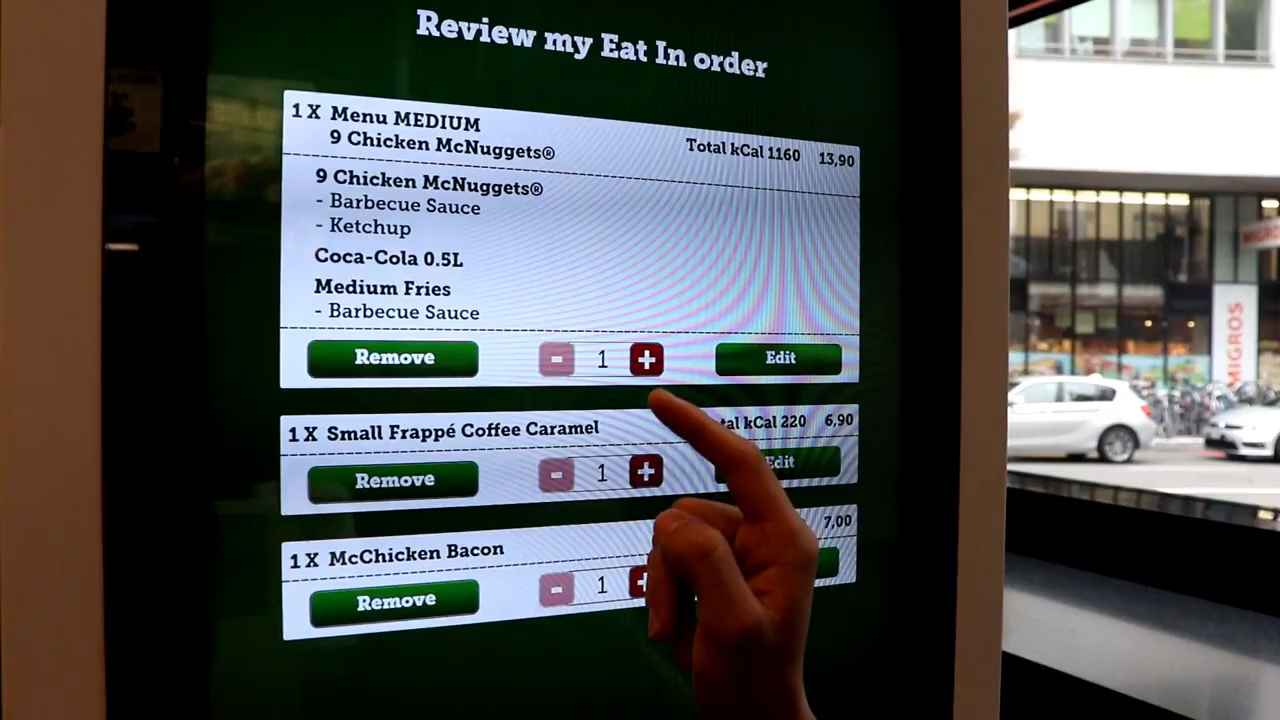 Review my Eat In order
1 X Menu MEDIUM
9 Chicken McNuggets® Total kCal 1160 13,90
9 Chicken McNuggets®
- Barbecue Sauce
- Ketchup
Coca-Cola 0.5L
Medium Fries
- Barbecue Sauce
Remove - 1 + Edit
1 X Small Frappé Coffee Caramel tal kCal 220 6,90
Remove - 1 + Edit
1 X McChicken Bacon 7,00
Remove - 1 +
MIGROS
MIGRO